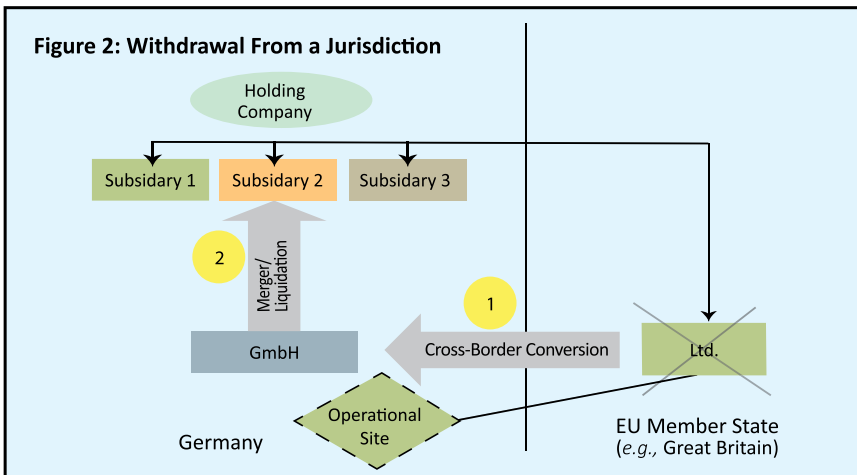 Figure 2: Withdrawal From a Jurisdiction
Holding
Company
Subsidary 1
Subsidary 2
Subsidary 3
2
Merger/
Liquidation
1
GmbH
Cross-Border Conversion
Ltd.
Operational
Site
Germany
EU Member State
(e.g., Great Britain)